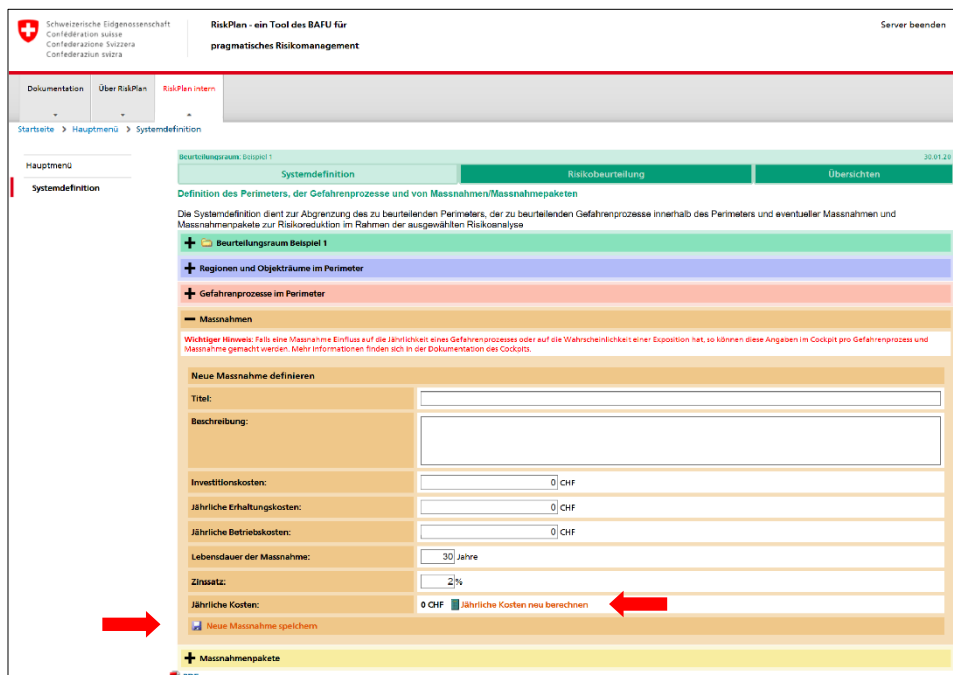 Schweizerische Eidgenossenschaft
Confédération suisse
Confederazione Svizzera
Confederaziun svizra
RiskPlan - ein Tool des BAFU für
pragmatisches Risikomanagement
Server beenden
Dokumentation
Über RiskPlan
RiskPlan intern
Startseite > Hauptmenü > Systemdefinition
Hauptmenü
Systemdefinition
Beurteilungsraum: Beispiel 1
30.01.20
Systemdefinition
Risikobeurteilung
Übersichten
Definition des Perimeters, der Gefahrenprozesse und von Massnahmen/Massnahmepaketen
Die Systemdefinition dient zur Abgrenzung des zu beurteilenden Perimeters, der zu beurteilenden Gefahrenprozesse innerhalb des Perimeters und eventueller Massnahmen und
Massnahmenpakete zur Risikoreduktion im Rahmen der ausgewählten Risikoanalyse
Beurteilungsraum Beispiel 1
Regionen und Objekträume im Perimeter
Gefahrenprozesse im Perimeter
Massnahmen
Wichtiger Hinweis: Falls eine Massnahme Einfluss auf die Jährlichkeit eines Gefahrenprozesses oder auf die Wahrscheinlichkeit einer Exposition hat, so können diese Angaben im Cockpit pro Gefahrenprozess und
Massnahme gemacht werden. Mehr Informationen finden sich in der Dokumentation des Cockpits.
Neue Massnahme definieren
Titel:
Beschreibung:
Investitionskosten:
0 CHF
Jährliche Erhaltungskosten:
0 CHF
Jährliche Betriebskosten:
0 CHF
Lebensdauer der Massnahme:
30 Jahre
Zinssatz:
2 %
Jährliche Kosten:
0 CHF Jährliche Kosten neu berechnen
Neue Massnahme speichern
Massnahmenpakete